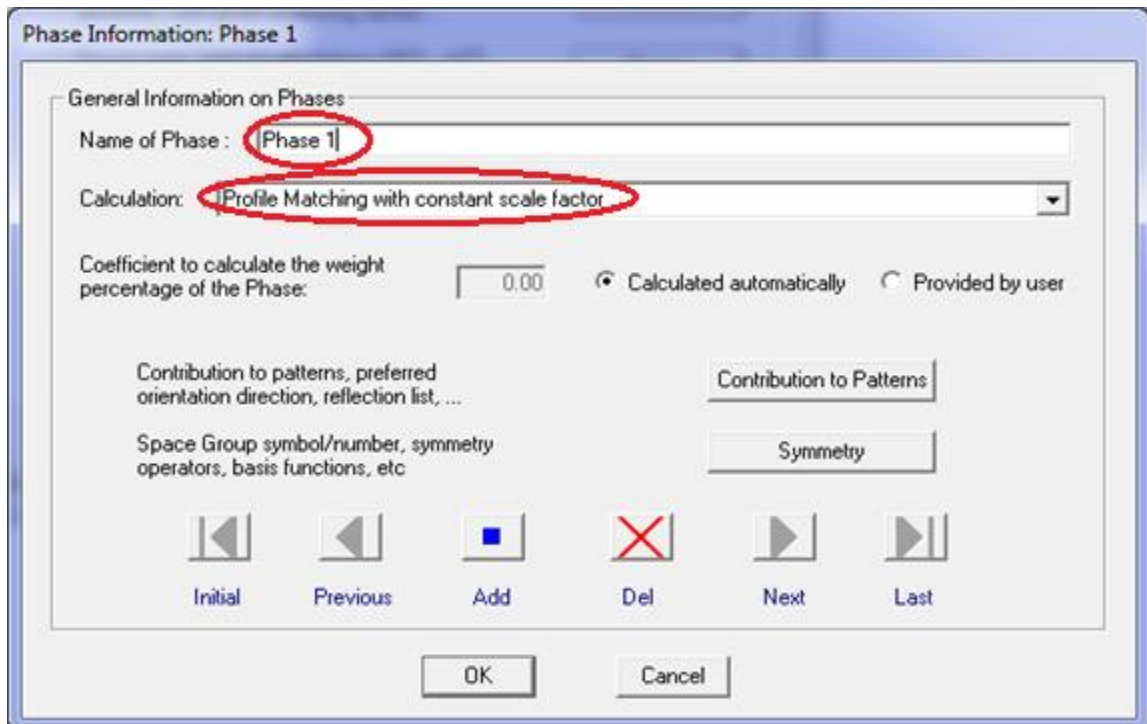 Phase Information: Phase 1
General Information on Phases
Name of Phase : Phase 1
Calculation: Profile Matching with constant scale factor
Coefficient to calculate the weight
percentage of the Phase: 0.00 Calculated automatically Provided by user
Contribution to patterns, preferred
orientation direction, reflection list, ...
Contribution to Patterns
Space Group symbol/number, symmetry
operators, basis functions, etc
Symmetry
Initial Previous Add Del Next Last
OK Cancel